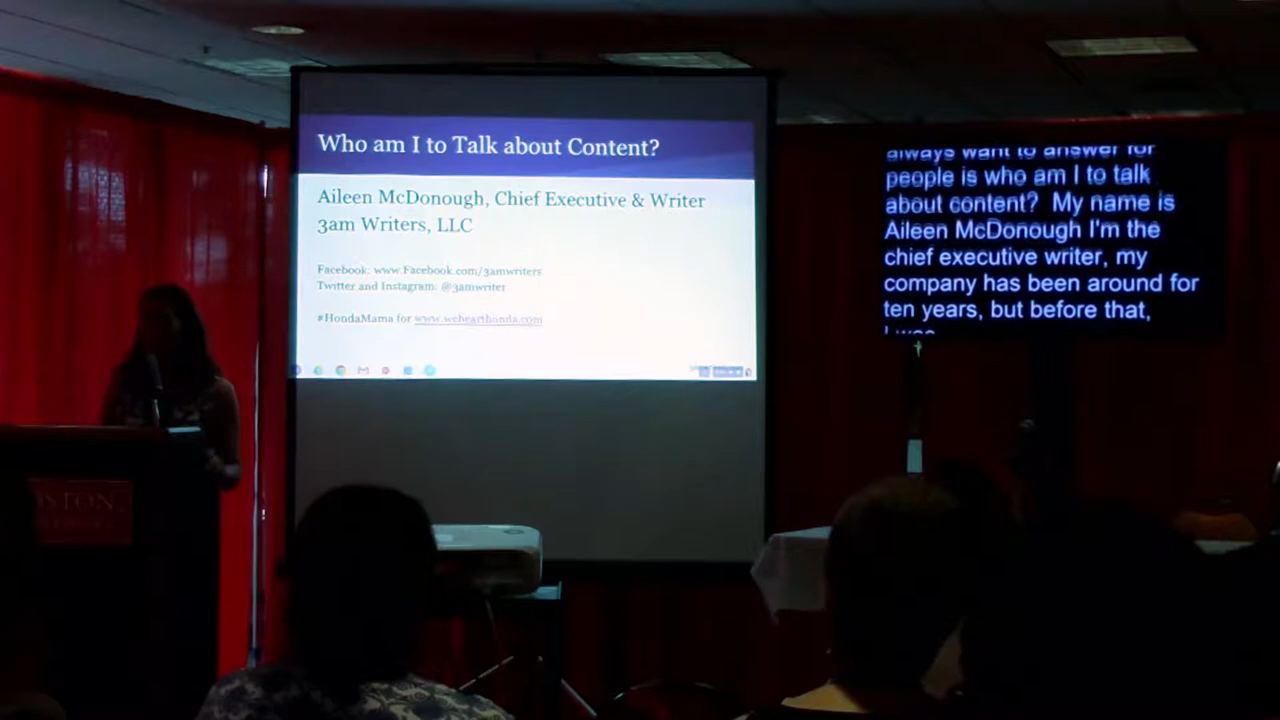 Who am I to Talk about Content?
Aileen McDonough, Chief Executive & Writer
3am Writers, LLC
Facebook: www.Facebook.com/3amwriters
Twitter and Instagram: @3amwriter
#HondaMama for www.wehearthonda.com
always want to answer for
people is who am I to talk
about content? My name is
Aileen McDonough I'm the
chief executive writer, my
company has been around for
ten years, but before that,
I was
OSTON